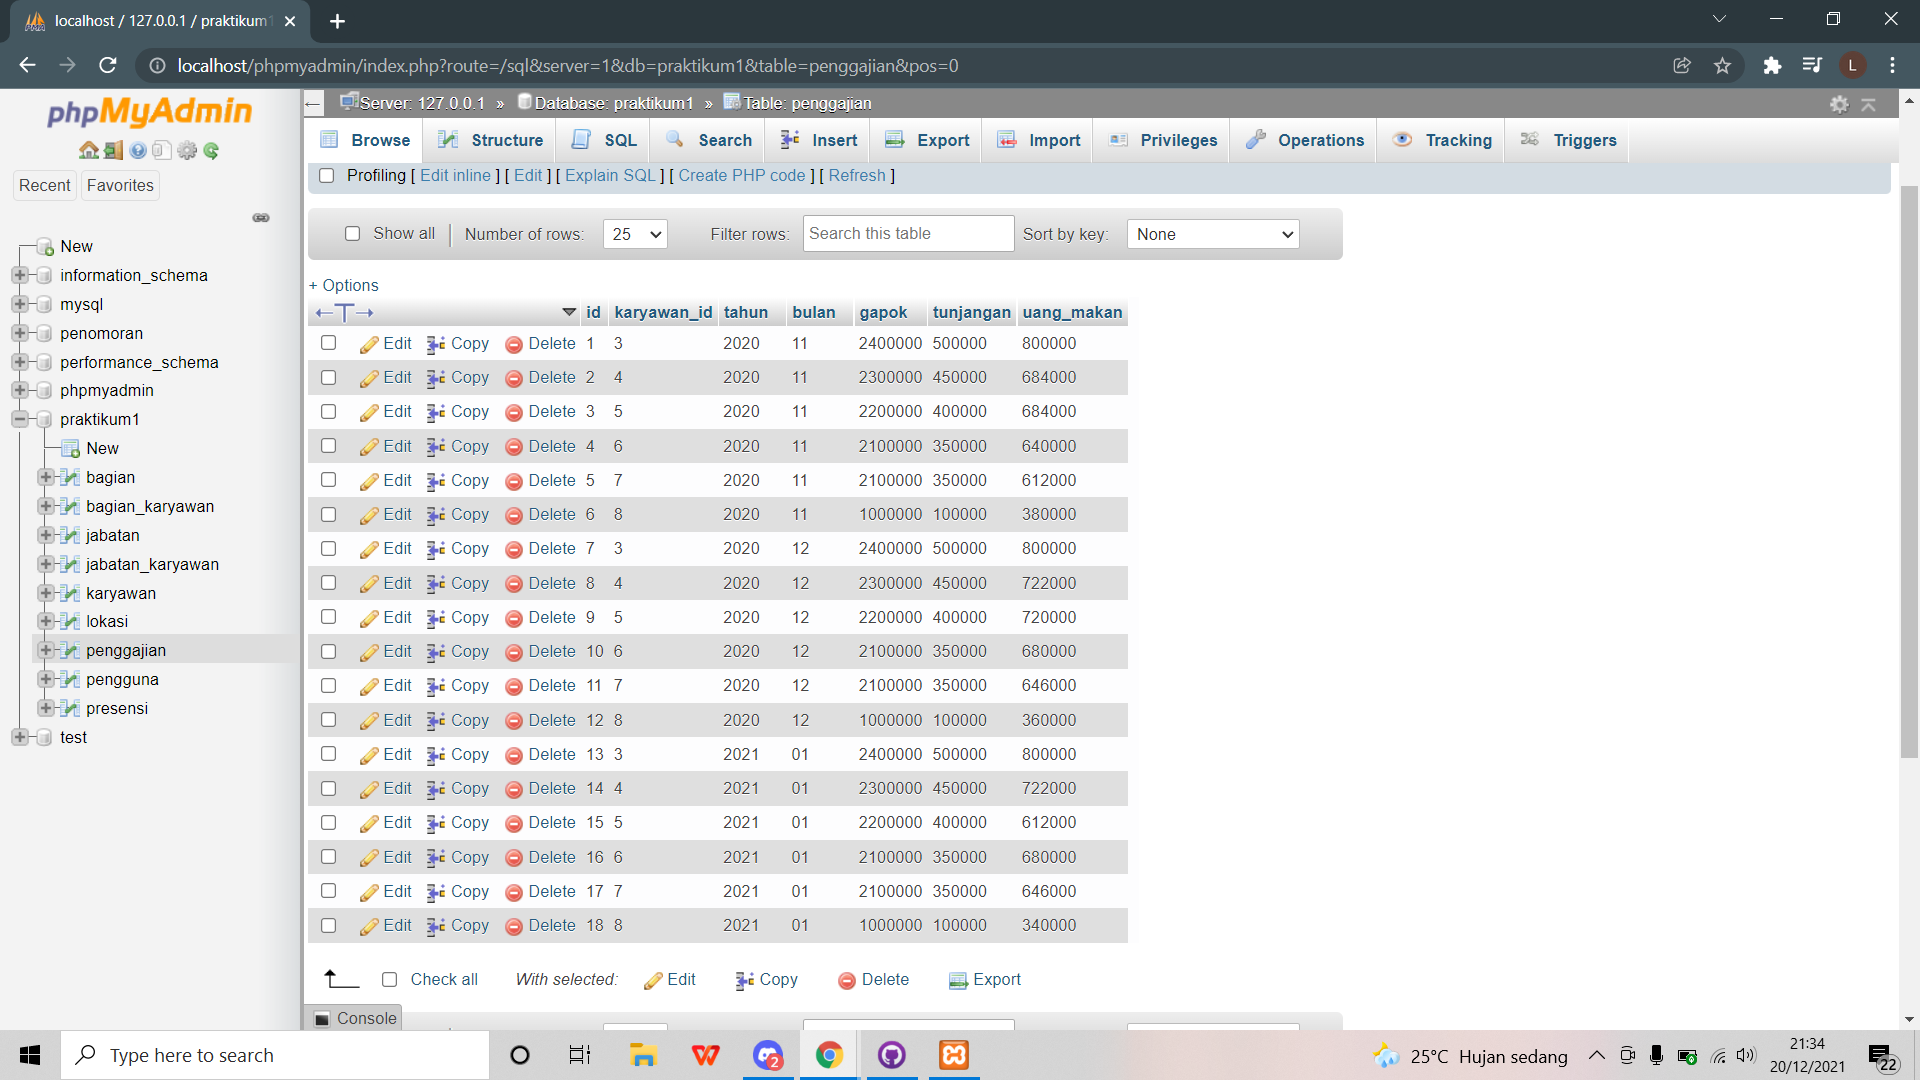 localhost / 127.0.0.1 / praktikum1
localhost/phpmyadmin/index.php?route=/sql&server=1&db=praktikum1&table=penggajian&pos=0
L
phpMyAdmin
Recent Favorites
New
information_schema
mysql
penomoran
performance_schema
phpmyadmin
praktikum1
New
bagian
bagian_karyawan
jabatan
jabatan_karyawan
karyawan
lokasi
penggajian
pengguna
presensi
test
Server: 127.0.0.1 » Database: praktikum1 » Table: penggajian
Browse Structure SQL Search Insert Export Import Privileges Operations Tracking Triggers
Profiling [ Edit inline ] [ Edit ] [ Explain SQL ] [ Create PHP code ] [ Refresh ]
Show all Number of rows: 25 Filter rows: Search this table Sort by key: None
+ Options
←T→ id karyawan_id tahun bulan gapok tunjangan uang_makan
Edit Copy Delete 1 3 2020 11 2400000 500000 800000
Edit Copy Delete 2 4 2020 11 2300000 450000 684000
Edit Copy Delete 3 5 2020 11 2200000 400000 684000
Edit Copy Delete 4 6 2020 11 2100000 350000 640000
Edit Copy Delete 5 7 2020 11 2100000 350000 612000
Edit Copy Delete 6 8 2020 11 1000000 100000 380000
Edit Copy Delete 7 3 2020 12 2400000 500000 800000
Edit Copy Delete 8 4 2020 12 2300000 450000 722000
Edit Copy Delete 9 5 2020 12 2200000 400000 720000
Edit Copy Delete 10 6 2020 12 2100000 350000 680000
Edit Copy Delete 11 7 2020 12 2100000 350000 646000
Edit Copy Delete 12 8 2020 12 1000000 100000 360000
Edit Copy Delete 13 3 2021 01 2400000 500000 800000
Edit Copy Delete 14 4 2021 01 2300000 450000 722000
Edit Copy Delete 15 5 2021 01 2200000 400000 612000
Edit Copy Delete 16 6 2021 01 2100000 350000 680000
Edit Copy Delete 17 7 2021 01 2100000 350000 646000
Edit Copy Delete 18 8 2021 01 1000000 100000 340000
Check all With selected: Edit Copy Delete Export
Console
Type here to search
2
25°C Hujan sedang
21:34
20/12/2021
22